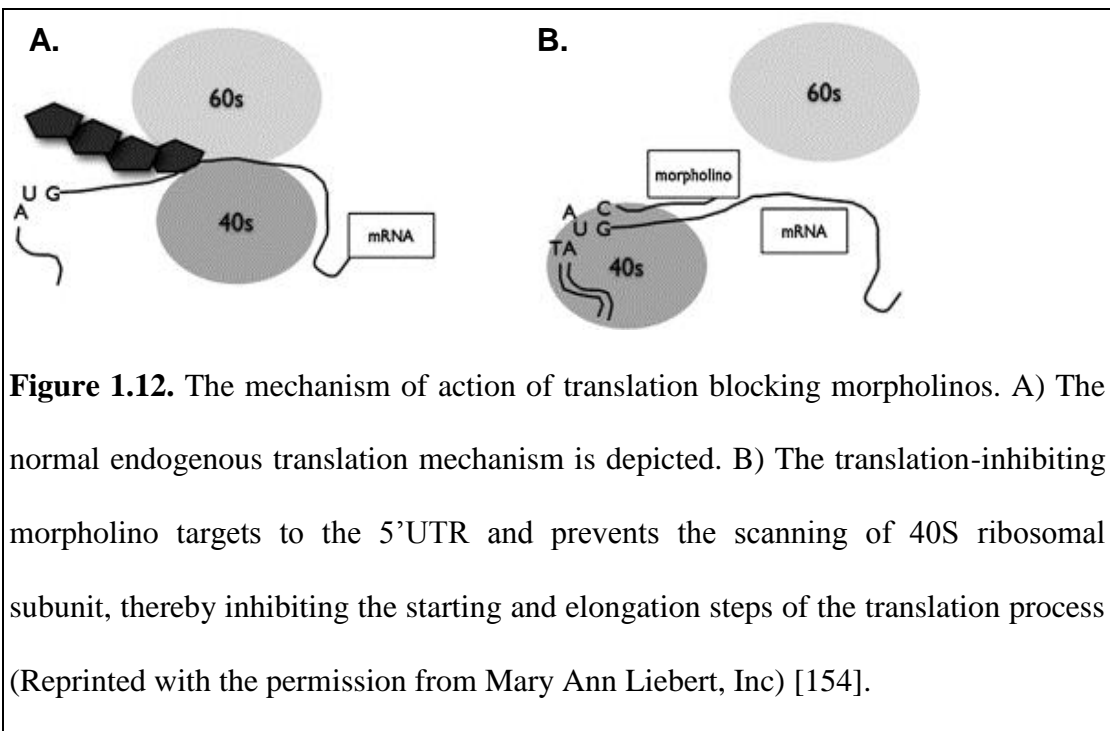 A.
60s
U G
A
40s
mRNA
B.
60s
morpholino
A C
U G
TA
40s
mRNA
Figure 1.12. The mechanism of action of translation blocking morpholinos. A) The
normal endogenous translation mechanism is depicted. B) The translation-inhibiting
morpholino targets to the 5’UTR and prevents the scanning of 40S ribosomal
subunit, thereby inhibiting the starting and elongation steps of the translation process
(Reprinted with the permission from Mary Ann Liebert, Inc) [154].